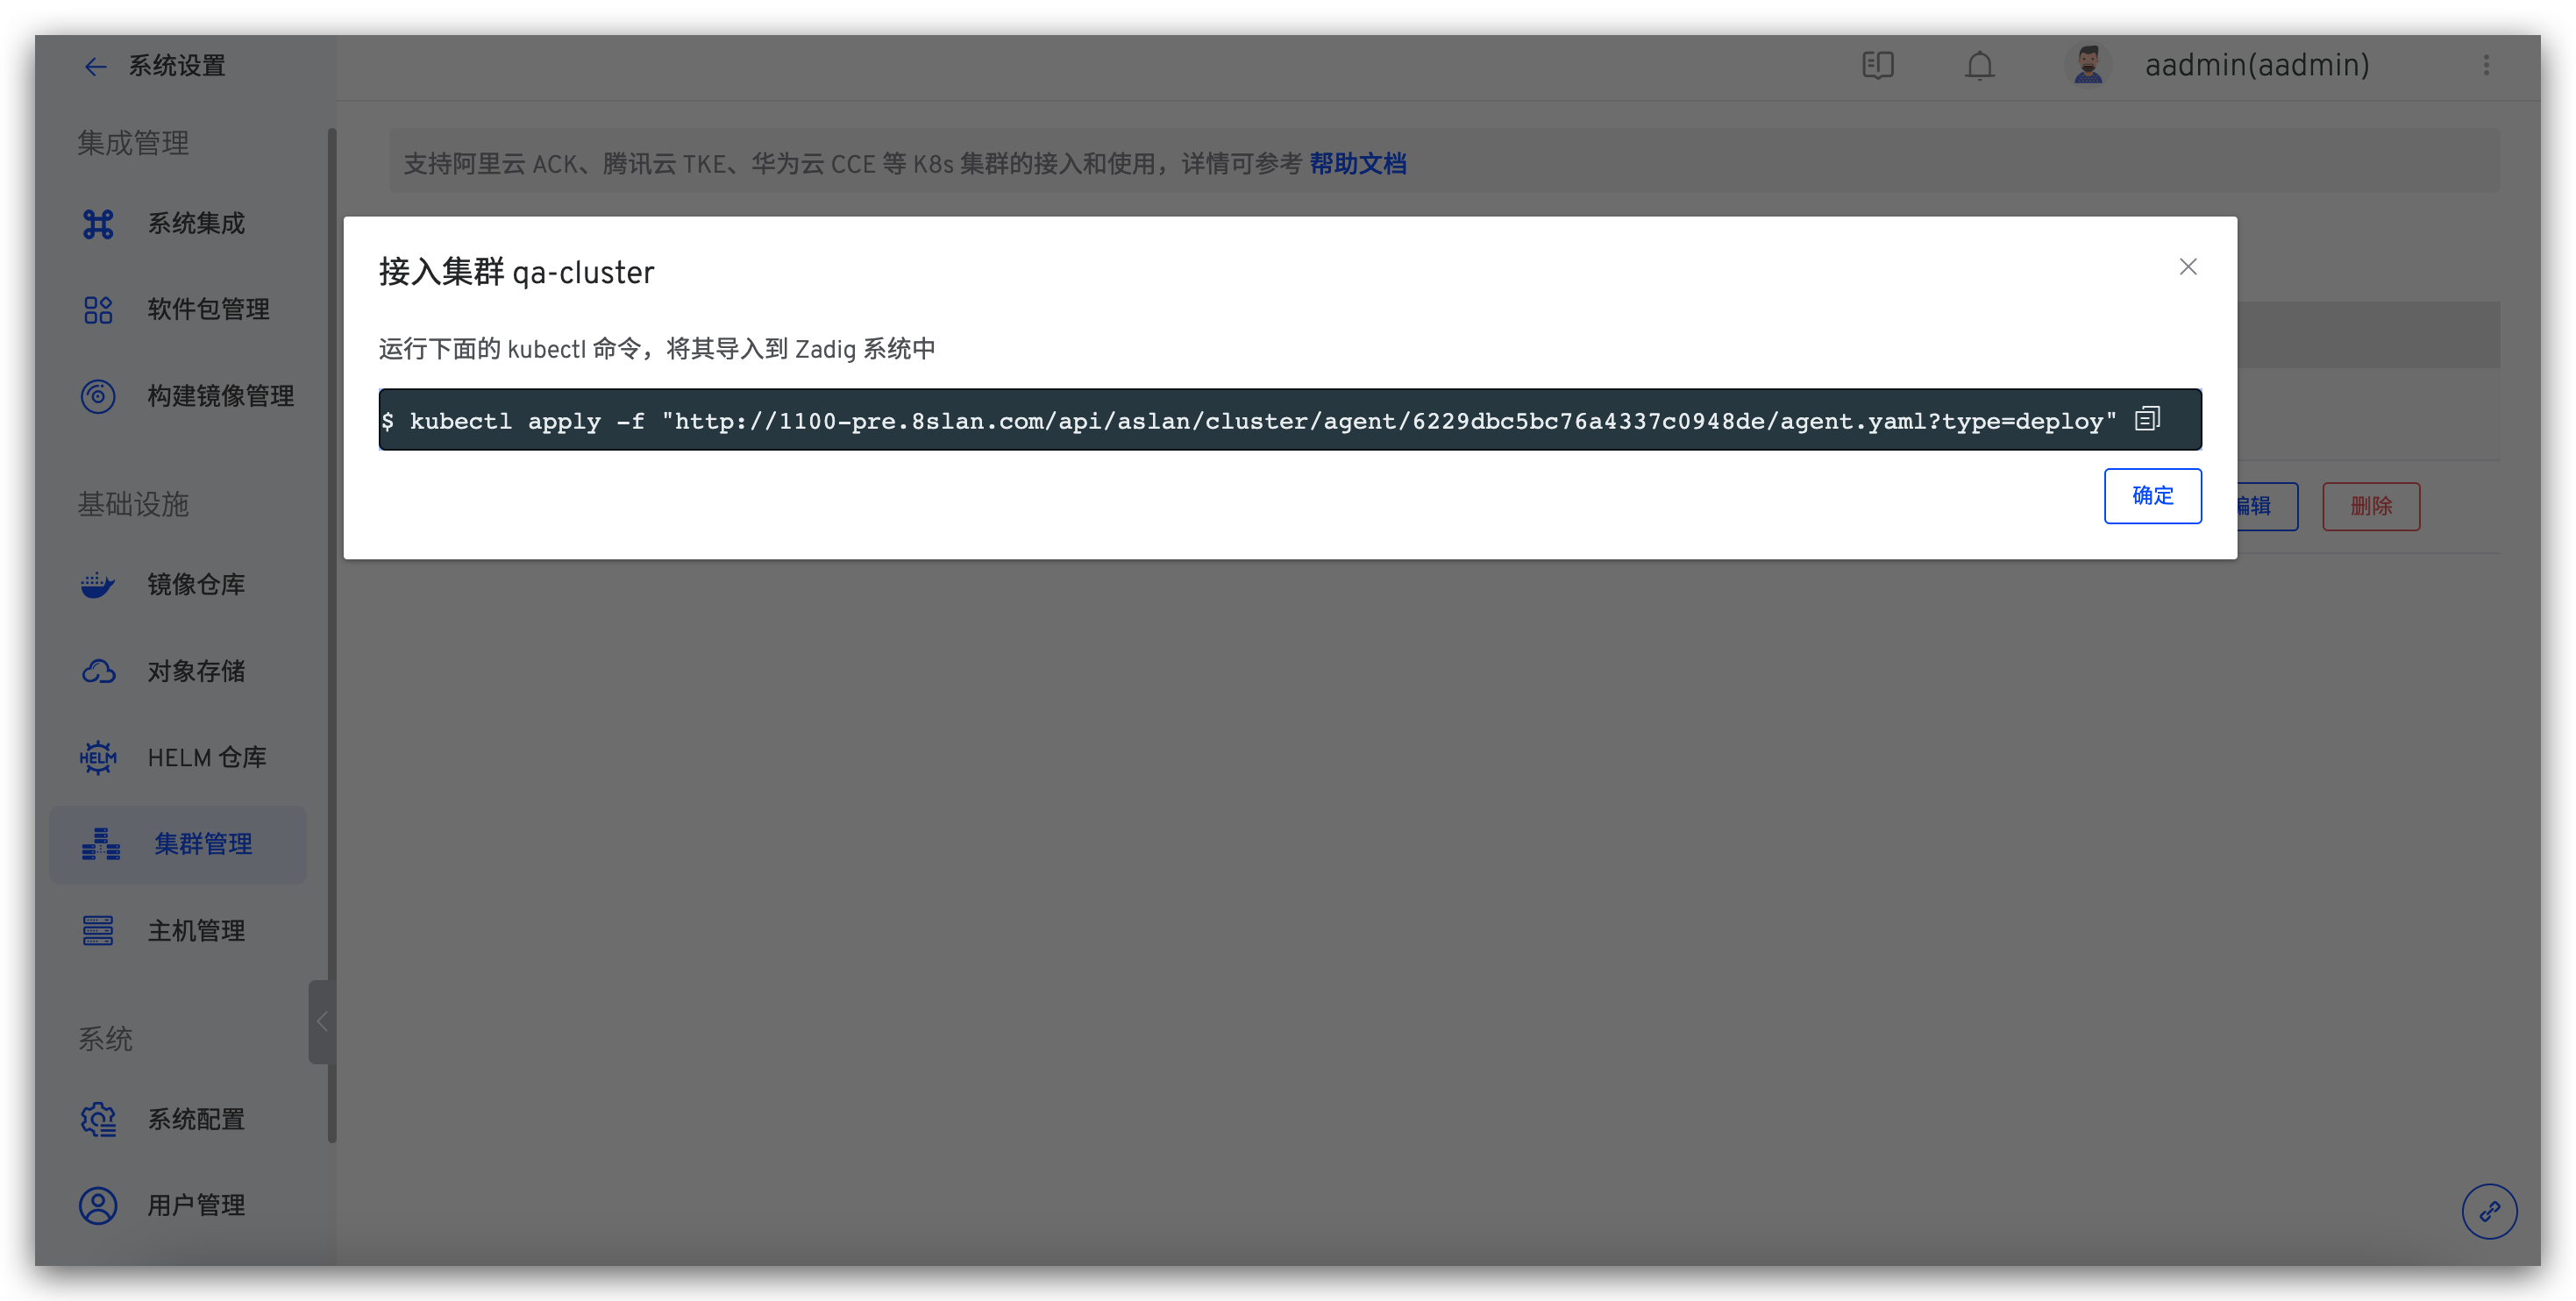 系统设置
aadmin(aadmin)
集成管理
系统集成
软件包管理
构建镜像管理
基础设施
镜像仓库
对象存储
HELM 仓库
集群管理
主机管理
系统
系统配置
用户管理
支持阿里云 ACK、腾讯云 TKE、华为云 CCE 等 K8s 集群的接入和使用，详情可参考 帮助文档
接入集群 qa-cluster
运行下面的 kubectl 命令，将其导入到 Zadig 系统中
$ kubectl apply -f "http://1100-pre.8slan.com/api/aslan/cluster/agent/6229dbc5bc76a4337c0948de/agent.yaml?type=deploy"
确定
编辑
删除